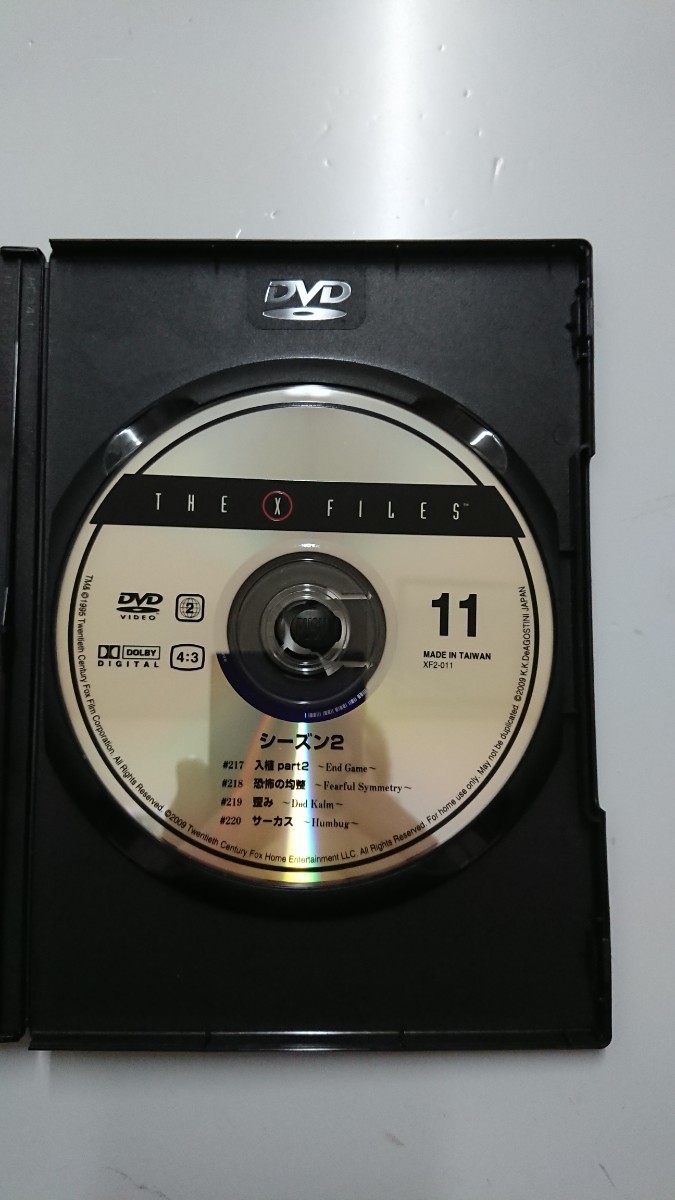 DVD
THE X FILES™
DVD
VIDEO
2
DOLBY
DIGITAL
4:3
11
MADE IN TAIWAN
XF2-011
シーズン2
#217 入植 part2 ~End Game~
#218 恐怖の均整 ~Fearful Symmetry~
#219 歪み ~Dod Kalm~
#220 サーカス ~Humbug~
TM& ©1995 Twentieth Century Fox Film Corporation. All Rights Reserved. ©2009 Twentieth Century Fox Home Entertainment LLC. All Rights Reserved. For home use only. May not be duplicated. ©2009 K.K.DeAGOSTINI JAPAN